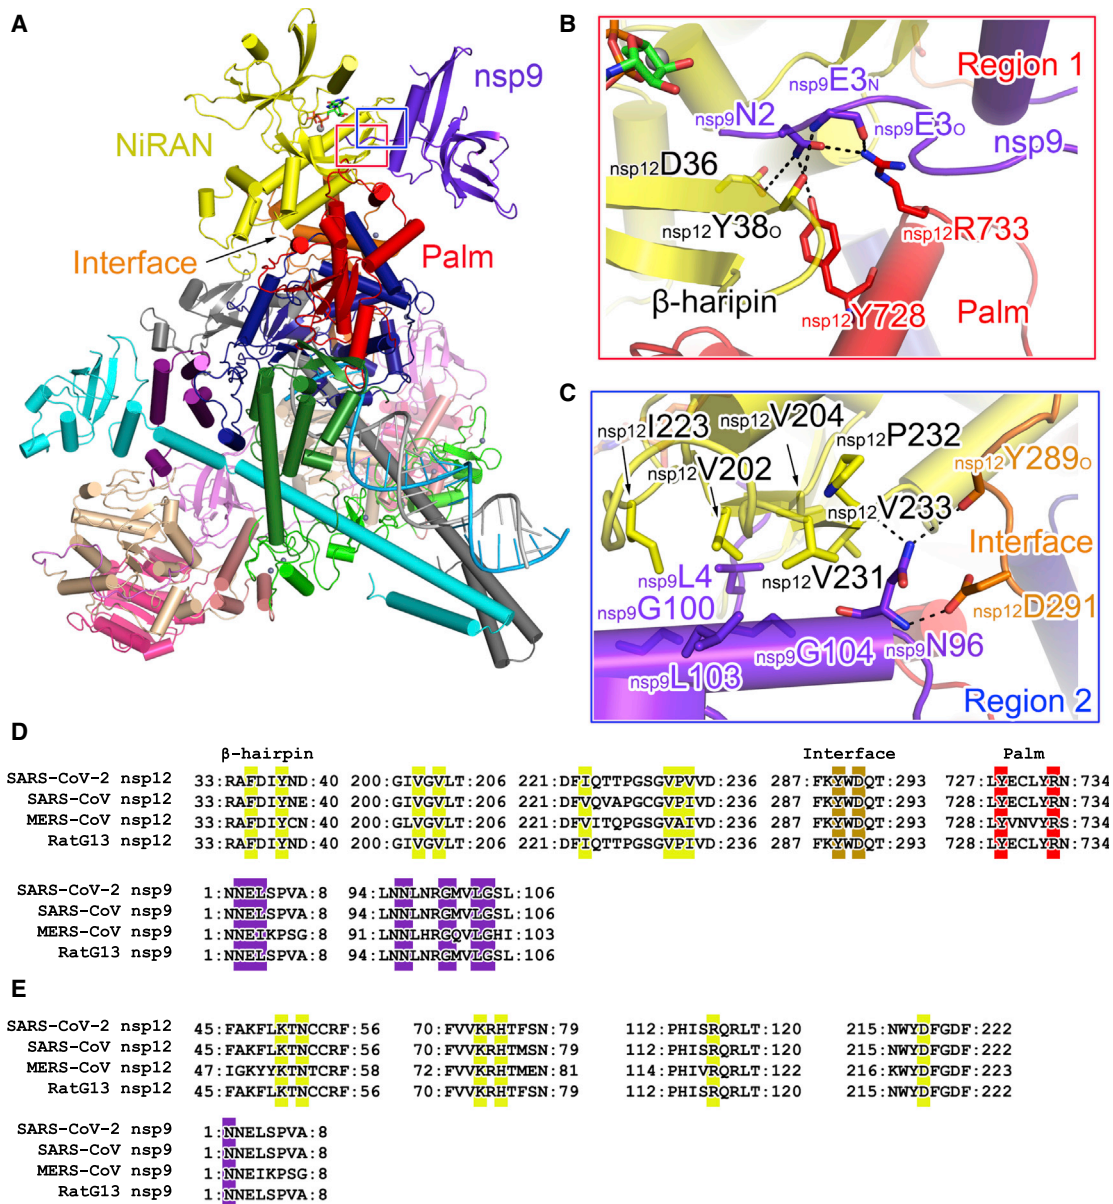 A
nsp9
NiRAN
Interface
Palm
B
Region 1
nsp9E3N
nsp9N2
nsp9E3O
nsp9
nsp12D36
nsp12Y38O
nsp12R733
β-haripin
nsp12Y728
Palm
C
nsp12V204
nsp12I223
nsp12P232
nsp12V202
nsp12Y289O
nsp12V233
Interface
nsp9L4
nsp12V231
nsp9G100
nsp12D291
nsp9G104
nsp9N96
nsp9L103
Region 2
D
β-hairpin Interface Palm
SARS-CoV-2 nsp12 33:RAFDIYND:40 200:GIVGVLT:206 221:DFIQTTPGSGVPVVD:236 287:FKYWDQT:293 727:LYECLYRN:734
SARS-CoV nsp12 33:RAFDIYNE:40 200:GIVGVLT:206 221:DFVQVAPGCGVPIVD:236 287:FKYWDQT:293 728:LYECLYRN:734
MERS-CoV nsp12 33:RAFDIYCN:40 200:GLVGVLT:206 221:DFVITQPGSGVAIVD:236 287:FKYWDQT:293 728:LYVNVYRS:734
RatG13 nsp12 33:RAFDIYND:40 200:GIVGVLT:206 221:DFIQTTPGSGVPIVD:236 287:FKYWDQT:293 728:LYECLYRN:734
SARS-CoV-2 nsp9 1:NNELSPVA:8 94:LNNLNRGMVLGSL:106
SARS-CoV nsp9 1:NNELSPVA:8 94:LNNLNRGMVLGSL:106
MERS-CoV nsp9 1:NNEIKPSG:8 91:LNNLHRGQVLGHI:103
RatG13 nsp9 1:NNELSPVA:8 94:LNNLNRGMVLGSL:106
E
SARS-CoV-2 nsp12 45:FAKFLKTNCCRF:56 70:FVVKRHTFSN:79 112:PHISRQRLT:120 215:NWYDFGDF:222
SARS-CoV nsp12 45:FAKFLKTNCCRF:56 70:FVVKRHTMSN:79 112:PHISRQRLT:120 215:NWYDFGDF:222
MERS-CoV nsp12 47:IGKYYKTNTCRF:58 72:FVVKRHTMEN:81 114:PHIVRQRLT:122 216:KWYDFGDF:223
RatG13 nsp12 45:FAKFLKTNCCRF:56 70:FVVKRHTFSN:79 112:PHISRQRLT:120 215:NWYDFGDF:222
SARS-CoV-2 nsp9 1:NNELSPVA:8
SARS-CoV nsp9 1:NNELSPVA:8
MERS-CoV nsp9 1:NNEIKPSG:8
RatG13 nsp9 1:NNELSPVA:8